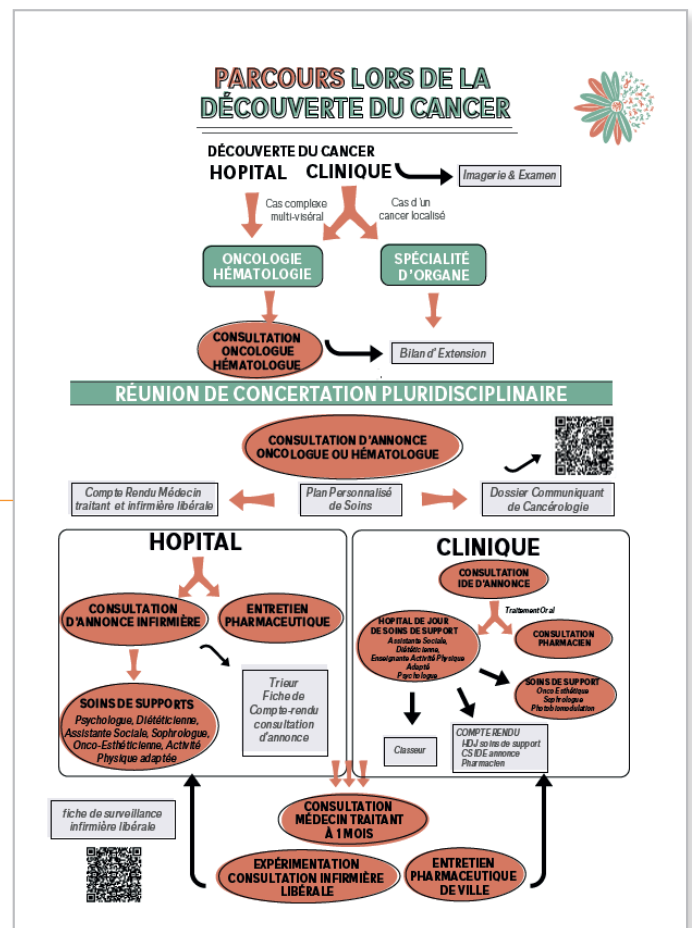 PARCOURS LORS DE LA
DÉCOUVERTE DU CANCER
DÉCOUVERTE DU CANCER
HOPITAL CLINIQUE
Imagerie & Examen
Cas complexe
multi-viséral
Cas d'un
cancer localisé
ONCOLOGIE
HÉMATOLOGIE
SPÉCIALITÉ
D'ORGANE
CONSULTATION
ONCOLOGUE
HÉMATOLOGUE
Bilan d' Extension
RÉUNION DE CONCERTATION PLURIDISCIPLINAIRE
CONSULTATION D'ANNONCE
ONCOLOGUE OU HÉMATOLOGUE
Compte Rendu Médecin
traitant et infirmière libérale
Plan Personnalisé
de Soins
Dossier Communiquant
de Cancérologie
HOPITAL
CONSULTATION
D'ANNONCE INFIRMIÈRE
ENTRETIEN
PHARMACEUTIQUE
Trieur
Fiche de
Compte-rendu
consultation
d'annonce
SOINS DE SUPPORTS
Psychologue, Diététicienne,
Assistante Sociale, Sophrologue,
Onco-Esthéticienne, Activité
Physique adaptée
CLINIQUE
CONSULTATION
IDE D'ANNONCE
Traitement Oral
HOPITAL DE JOUR
DE SOINS DE SUPPORT
Assistante Sociale,
Diététicienne,
Enseignante Activité Physique
Adapté
Psychologue
CONSULTATION
PHARMACIEN
SOINS DE SUPPORT
Onco Esthétique
Sophrologue
Photobiomodulation
Classeur
COMPTE RENDU
HDJ soins de support
CS IDE annonce
Pharmacien
CONSULTATION
MÉDECIN TRAITANT
À 1 MOIS
fiche de surveillance
infirmière libérale
EXPÉRIMENTATION
CONSULTATION INFIRMIÈRE
LIBÉRALE
ENTRETIEN
PHARMACEUTIQUE
DE VILLE